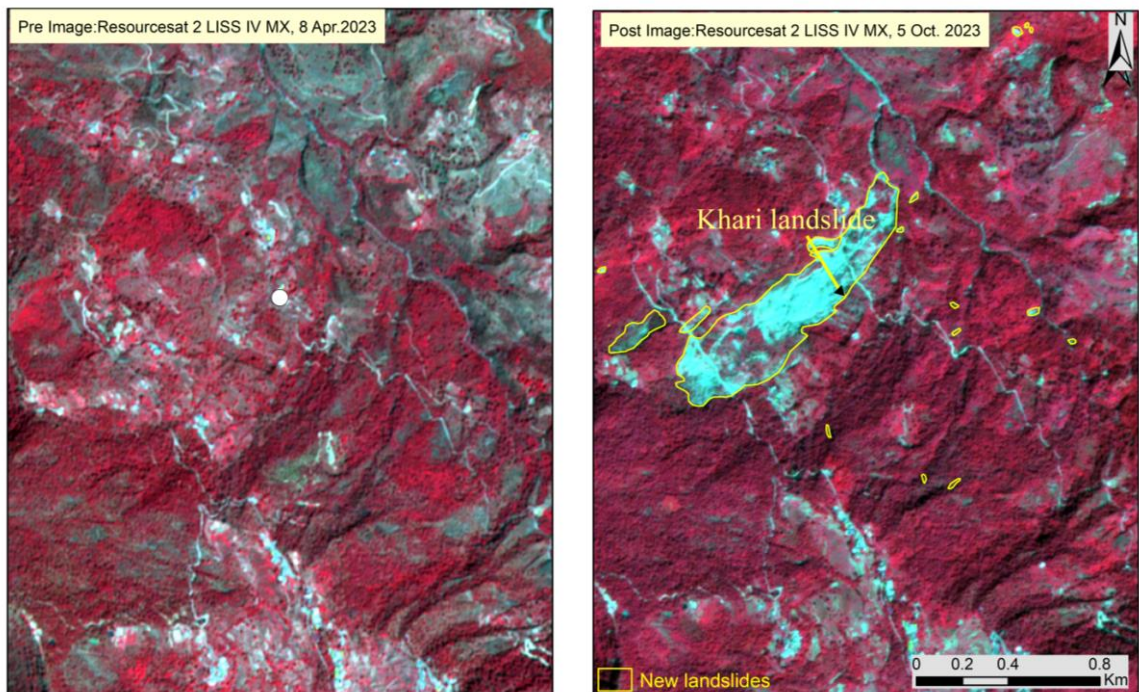 Pre Image:Resourcesat 2 LISS IV MX, 8 Apr.2023
Post Image:Resourcesat 2 LISS IV MX, 5 Oct. 2023
N
Khari landslide
New landslides
0 0.2 0.4 0.8
Km